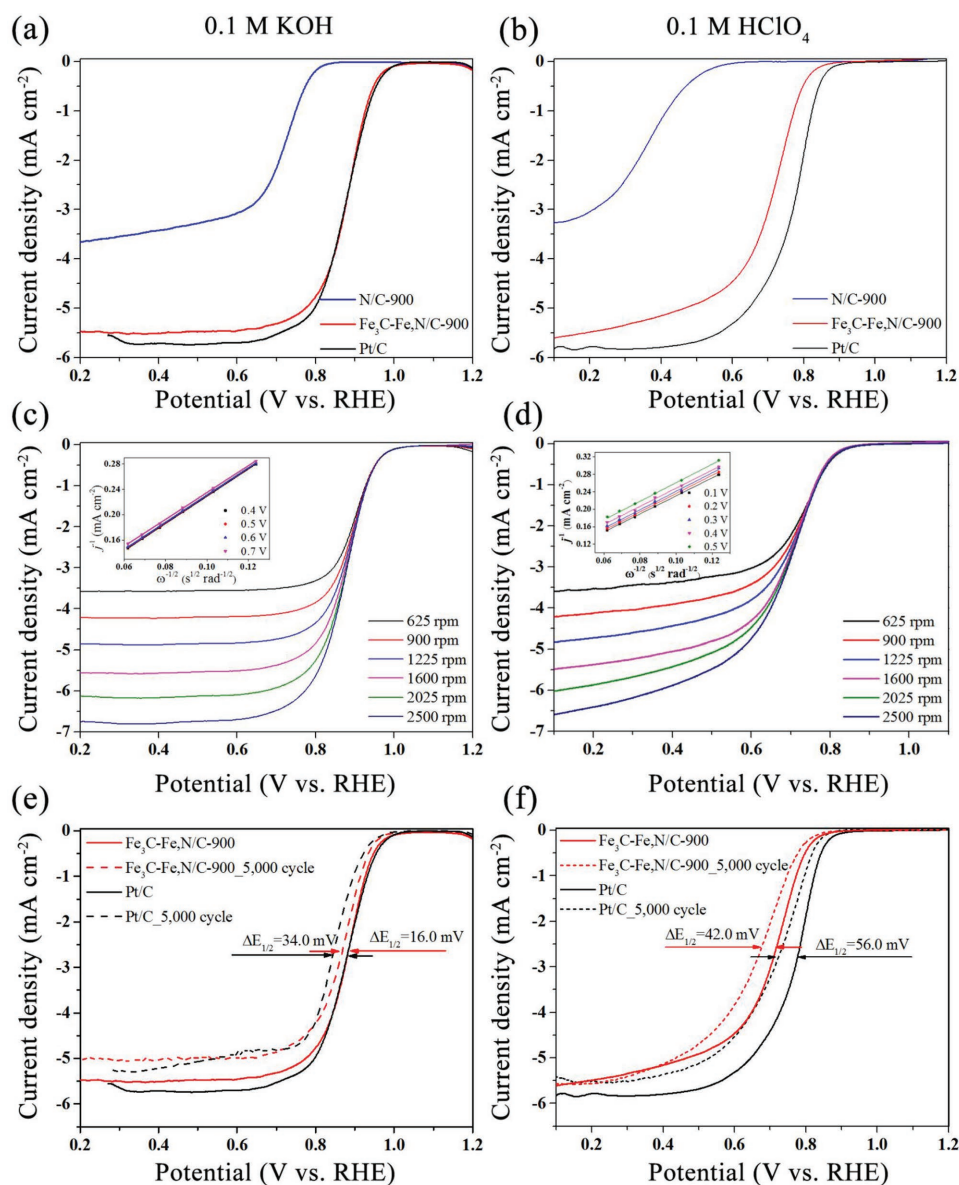 (a)
0.1 M KOH
(b)
0.1 M HClO4
Current density (mA cm-2)
0
-1
-2
-3
-4
-5
-6
N/C-900
Fe3C-Fe,N/C-900
Pt/C
0.2 0.4 0.6 0.8 1.0 1.2
Potential (V vs. RHE)
Current density (mA cm-2)
0
-1
-2
-3
-4
-5
-6
N/C-900
Fe3C-Fe,N/C-900
Pt/C
0.2 0.4 0.6 0.8 1.0 1.2
Potential (V vs. RHE)
(c)
Current density (mA cm-2)
0
-1
-2
-3
-4
-5
-6
-7
j-1 (mA cm-2)
0.28
0.24
0.20
0.16
0.4 V
0.5 V
0.6 V
0.7 V
0.06 0.08 0.10 0.12
ω-1/2 (s1/2 rad-1/2)
625 rpm
900 rpm
1225 rpm
1600 rpm
2025 rpm
2500 rpm
0.2 0.4 0.6 0.8 1.0 1.2
Potential (V vs. RHE)
(d)
Current density (mA cm-2)
0
-1
-2
-3
-4
-5
-6
-7
j-1 (mA cm-2)
0.32
0.28
0.24
0.20
0.16
0.1 V
0.2 V
0.3 V
0.4 V
0.5 V
0.06 0.08 0.10 0.12
ω-1/2 (s1/2 rad-1/2)
625 rpm
900 rpm
1225 rpm
1600 rpm
2025 rpm
2500 rpm
0.2 0.4 0.6 0.8 1.0
Potential (V vs. RHE)
(e)
Current density (mA cm-2)
0
-1
-2
-3
-4
-5
-6
Fe3C-Fe,N/C-900
Fe3C-Fe,N/C-900_5,000 cycle
Pt/C
Pt/C_5,000 cycle
ΔE1/2=34.0 mV
ΔE1/2=16.0 mV
0.2 0.4 0.6 0.8 1.0 1.2
Potential (V vs. RHE)
(f)
Current density (mA cm-2)
0
-1
-2
-3
-4
-5
-6
Fe3C-Fe,N/C-900
Fe3C-Fe,N/C-900_5,000 cycle
Pt/C
Pt/C_5,000 cycle
ΔE1/2=42.0 mV
ΔE1/2=56.0 mV
0.2 0.4 0.6 0.8 1.0 1.2
Potential (V vs. RHE)